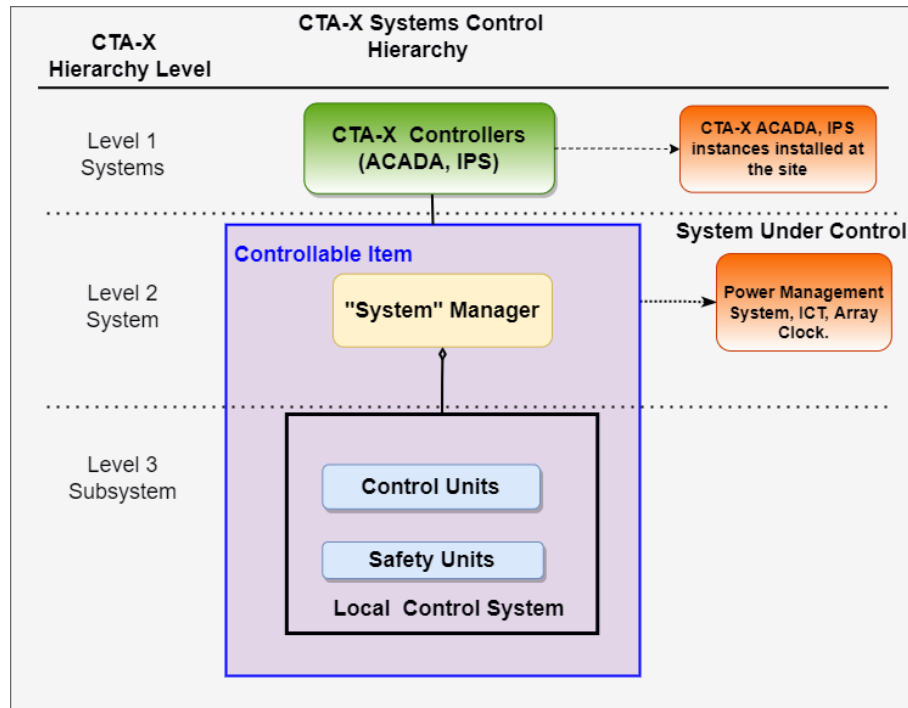 CTA-X
Hierarchy Level
CTA-X Systems Control
Hierarchy
Level 1
Systems
CTA-X Controllers
(ACADA, IPS)
CTA-X ACADA, IPS
instances installed at
the site
Controllable Item
System Under Control
Level 2
System
"System" Manager
Power Management
System, ICT, Array
Clock.
Level 3
Subsystem
Control Units
Safety Units
Local Control System